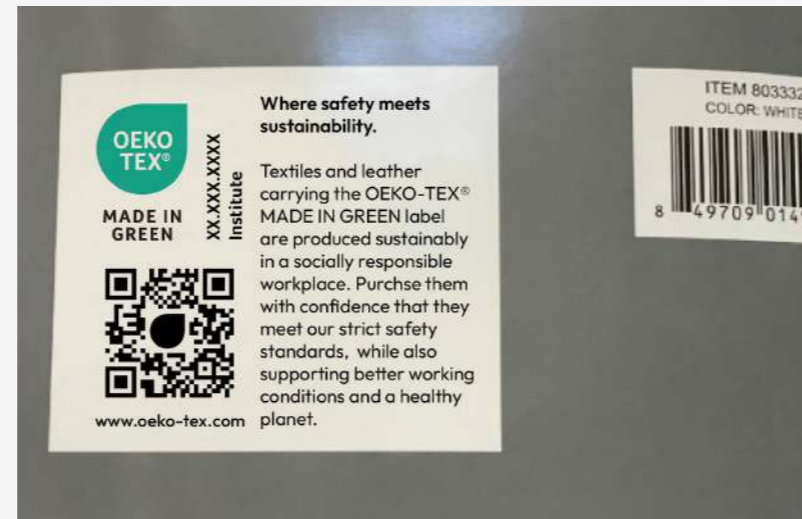 OEKO
TEX®
MADE IN
GREEN
XX.XXX.XXXX
Institute
www.oeko-tex.com
Where safety meets
sustainability.
Textiles and leather
carrying the OEKO-TEX®
MADE IN GREEN label
are produced sustainably
in a socially responsible
workplace. Purchse them
with confidence that they
meet our strict safety
standards, while also
supporting better working
conditions and a healthy
planet.
ITEM 803332
COLOR: WHITE
8 49709 014